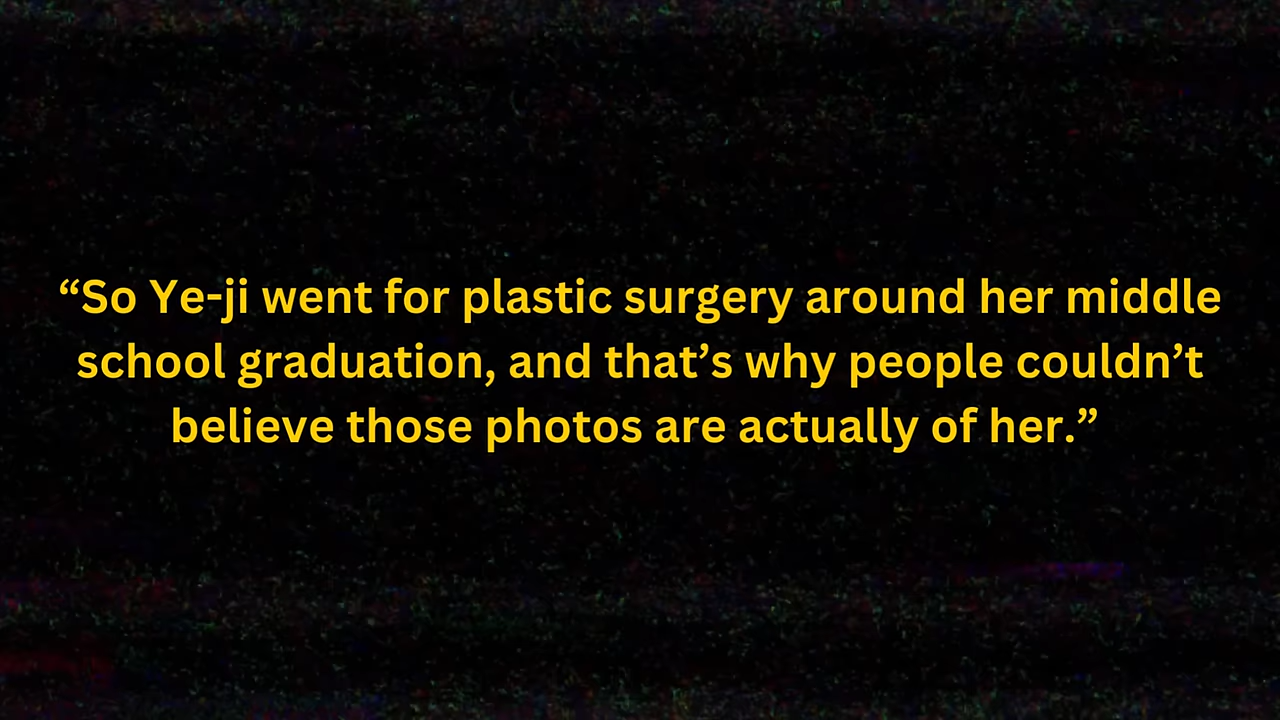 “So Ye-ji went for plastic surgery around her middle
school graduation, and that’s why people couldn’t
believe those photos are actually of her.”